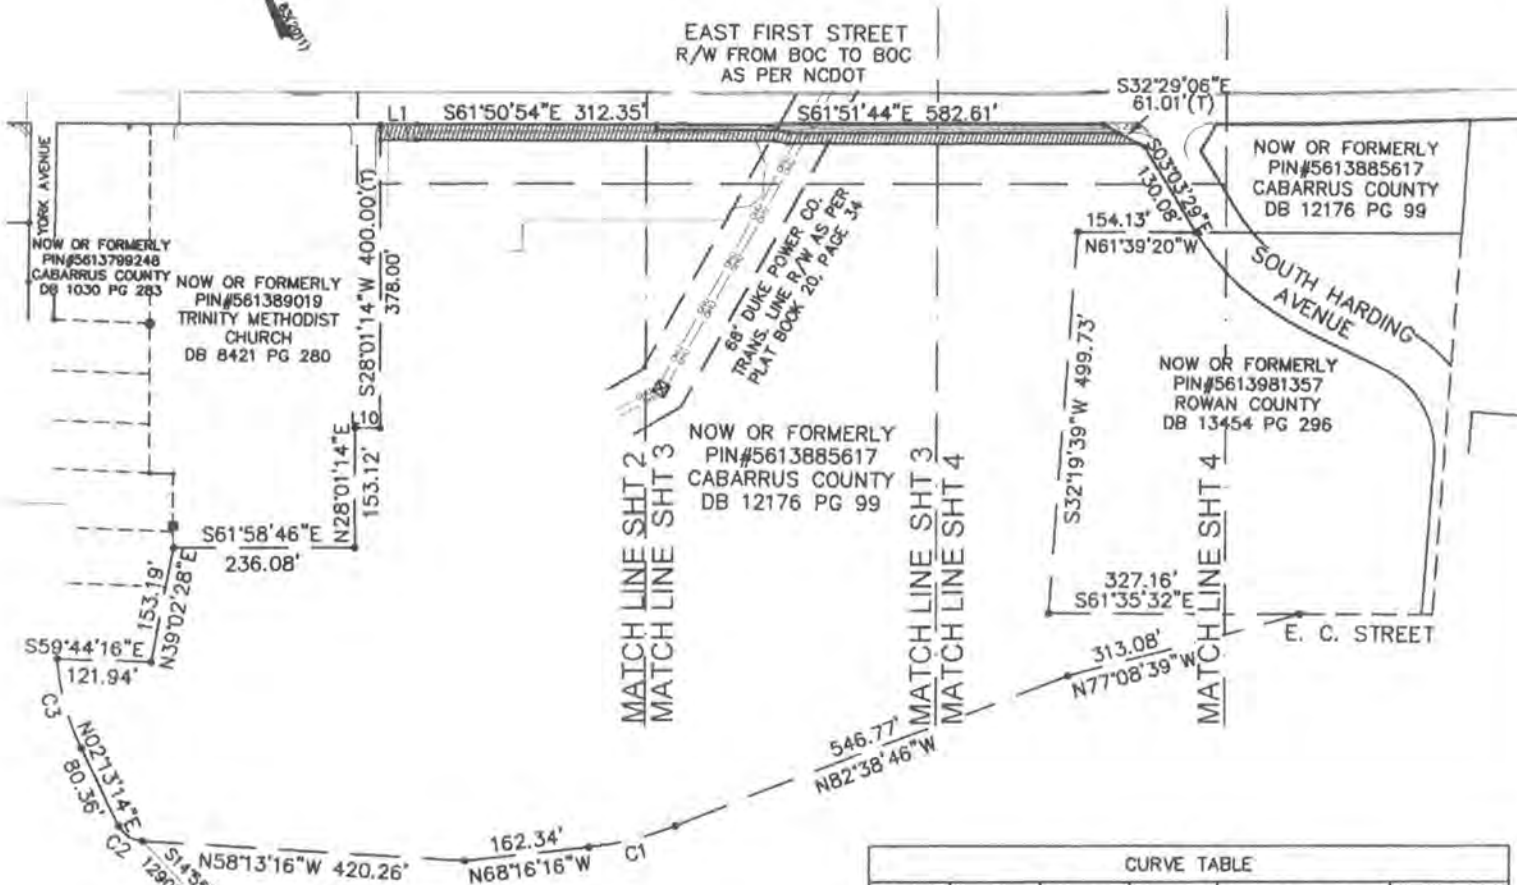 83(2011)
EAST FIRST STREET
R/W FROM BOC TO BOC
AS PER NCDOT
L1
S61°50'54"E 312.35'
S61°51'44"E 582.61'
S32°29'06"E
61.01'(T)
S03°03'29"E
130.08'
NOW OR FORMERLY
PIN#5613885617
CABARRUS COUNTY
DB 12176 PG 99
YORK AVENUE
NOW OR FORMERLY
PIN#5613799248
CABARRUS COUNTY
DB 1030 PG 283
NOW OR FORMERLY
PIN#561389019
TRINITY METHODIST
CHURCH
DB 8421 PG 280
S28°01'14"W 400.00'(T)
378.00'
68' DUKE POWER CO.
TRANS. LINE R/W AS PER
PLAT BOOK 20, PAGE 34
154.13'
N61°39'20"W
SOUTH HARDING
AVENUE
S32°19'39"W 499.73'
NOW OR FORMERLY
PIN#5613981357
ROWAN COUNTY
DB 13454 PG 296
L10
N28°01'14"E
153.12'
NOW OR FORMERLY
PIN#5613885617
CABARRUS COUNTY
DB 12176 PG 99
MATCH LINE SHT 2
MATCH LINE SHT 3
MATCH LINE SHT 3
MATCH LINE SHT 4
MATCH LINE SHT 4
S61°58'46"E
236.08'
153.19'
N39°02'28"E
S59°44'16"E
121.94'
327.16'
S61°35'32"E
E. C. STREET
313.08'
N77°08'39"W
C3
N02°13'14"E
80.36'
546.77'
N82°38'46"W
C2
N58°13'16"W 420.26'
162.34'
N68°16'16"W
C1
CURVE TABLE